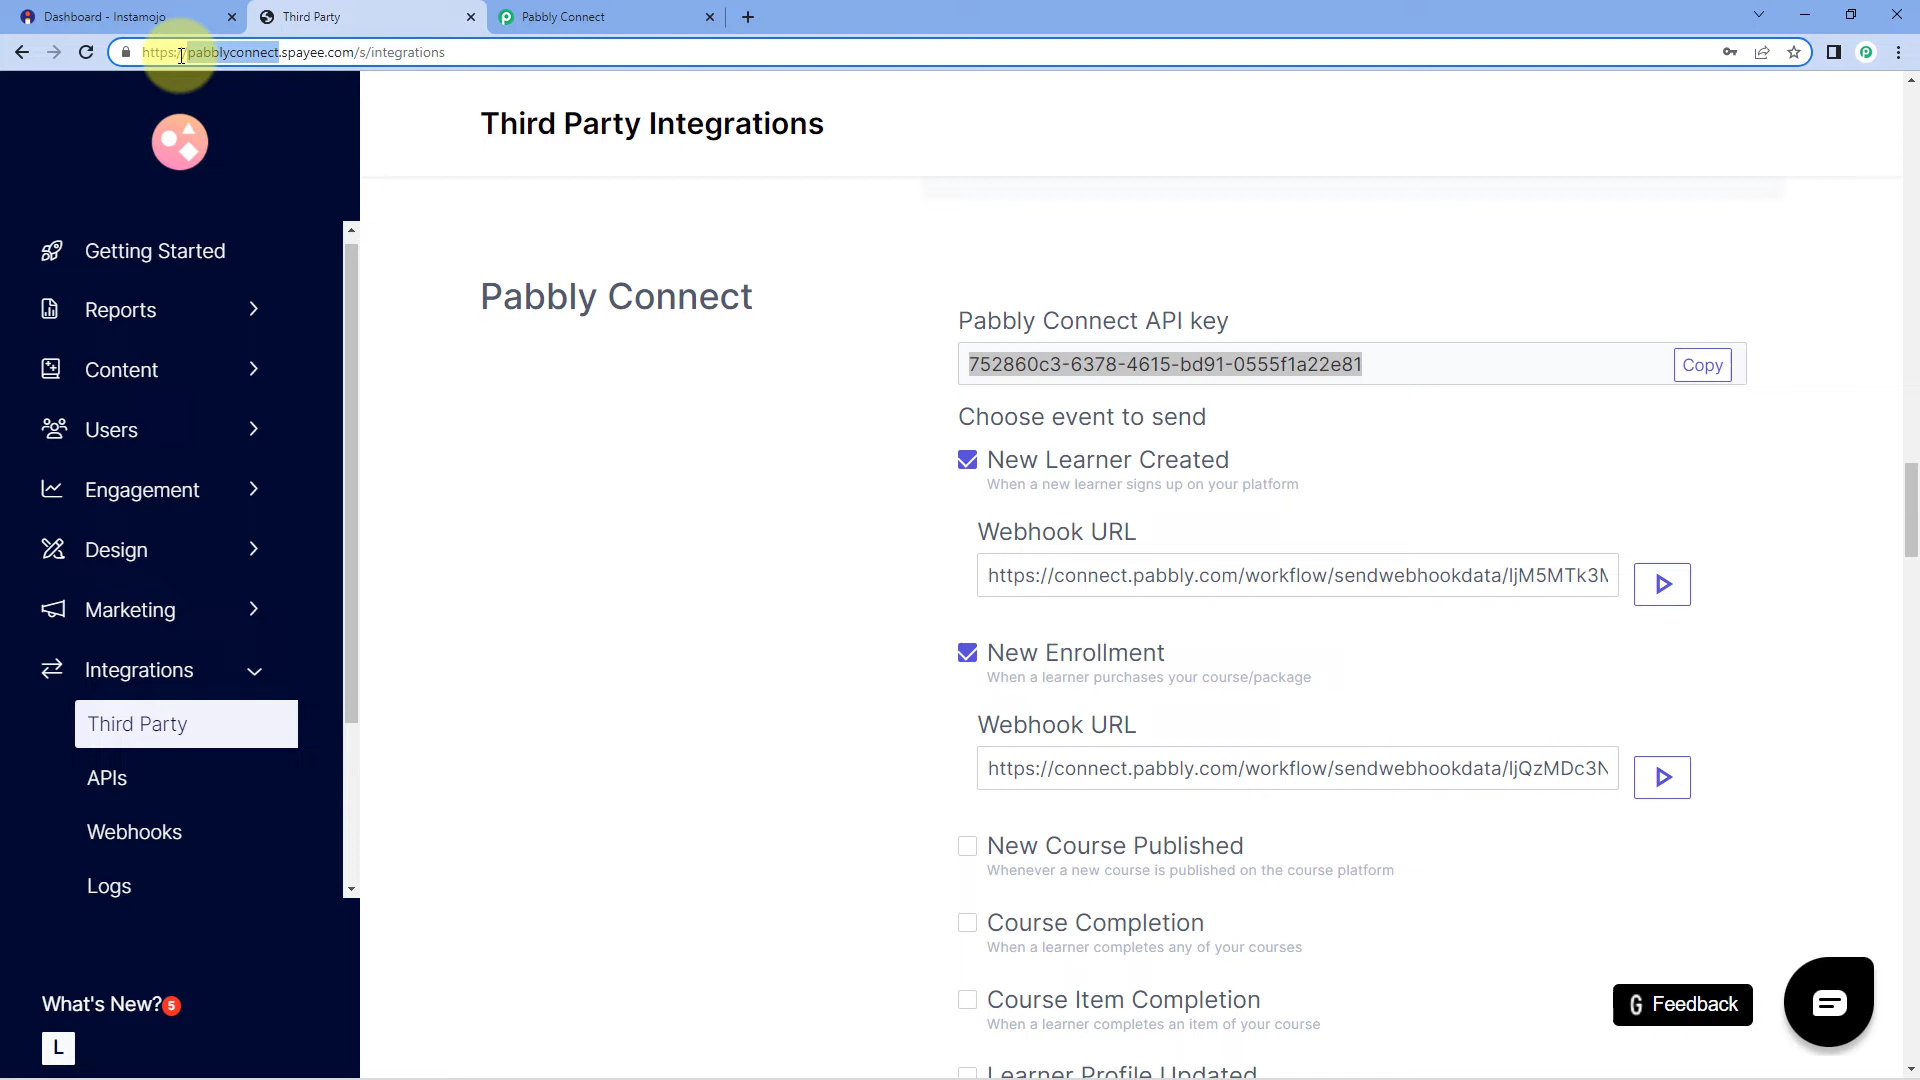 Dashboard - Instamojo
Third Party
Pabbly Connect
https://pabblyconnect.spayee.com/s/integrations
Third Party Integrations
Getting Started
Reports
Content
Users
Engagement
Design
Marketing
Integrations
Third Party
APIs
Webhooks
Logs
What's New? 5
L
Pabbly Connect
Pabbly Connect API key
752860c3-6378-4615-bd91-0555f1a22e81
Copy
Choose event to send
New Learner Created
When a new learner signs up on your platform
Webhook URL
https://connect.pabbly.com/workflow/sendwebhookdata/IjM5MTk3M
New Enrollment
When a learner purchases your course/package
Webhook URL
https://connect.pabbly.com/workflow/sendwebhookdata/IjQzMDc3N
New Course Published
Whenever a new course is published on the course platform
Course Completion
When a learner completes any of your courses
Course Item Completion
When a learner completes an item of your course
Learner Profile Updated
Feedback